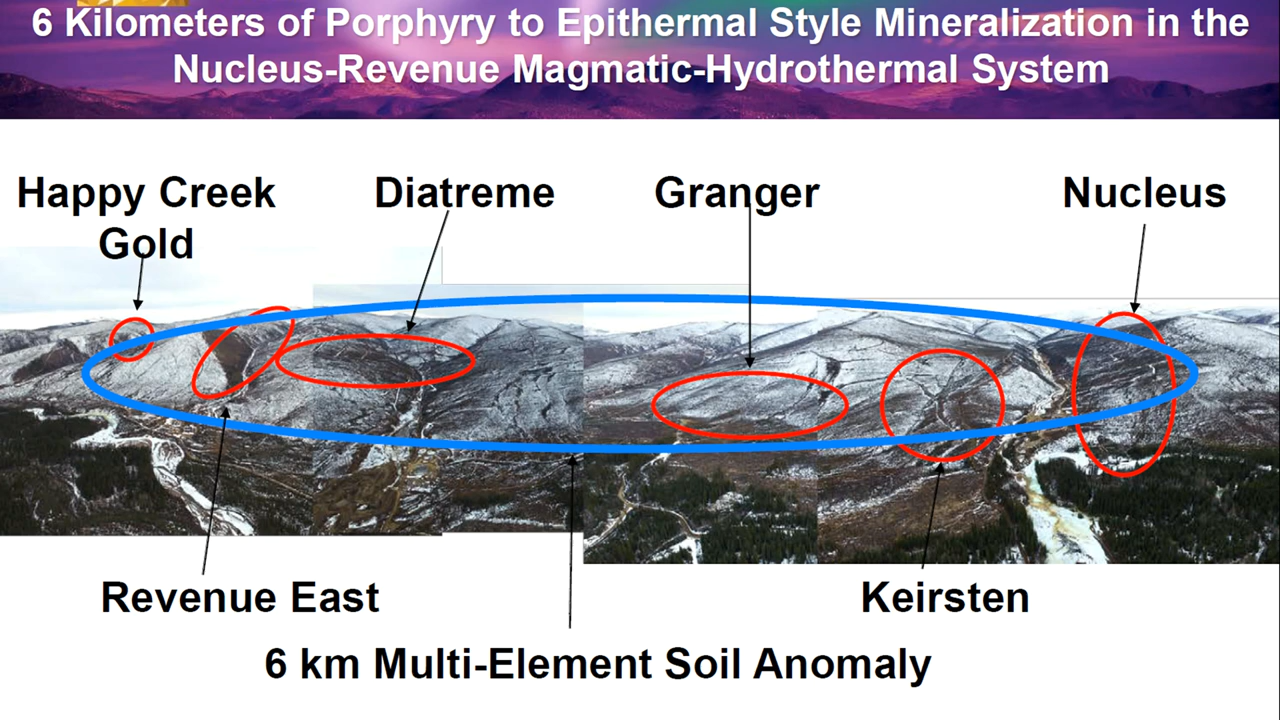 6 Kilometers of Porphyry to Epithermal Style Mineralization in the
Nucleus-Revenue Magmatic-Hydrothermal System
Happy Creek
Gold
Diatreme
Granger
Nucleus
Revenue East
Keirsten
6 km Multi-Element Soil Anomaly